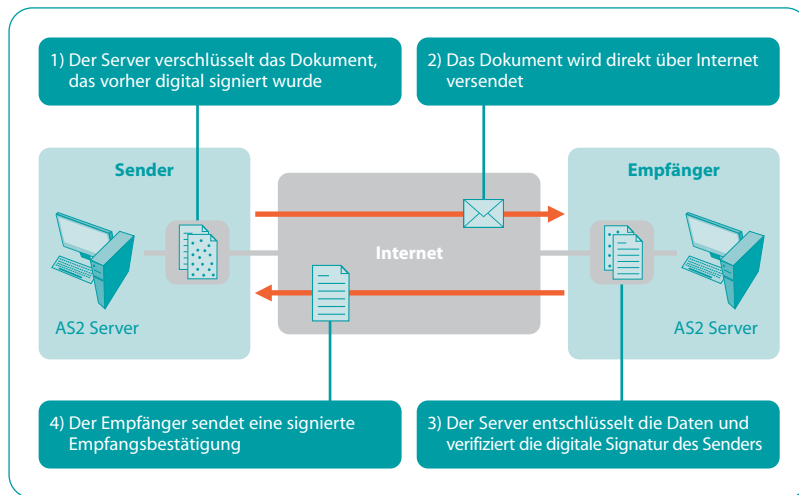 1) Der Server verschlüsselt das Dokument,
das vorher digital signiert wurde
2) Das Dokument wird direkt über Internet
versendet
Sender
Empfänger
Internet
AS2 Server
AS2 Server
4) Der Empfänger sendet eine signierte
Empfangsbestätigung
3) Der Server entschlüsselt die Daten und
verifiziert die digitale Signatur des Senders